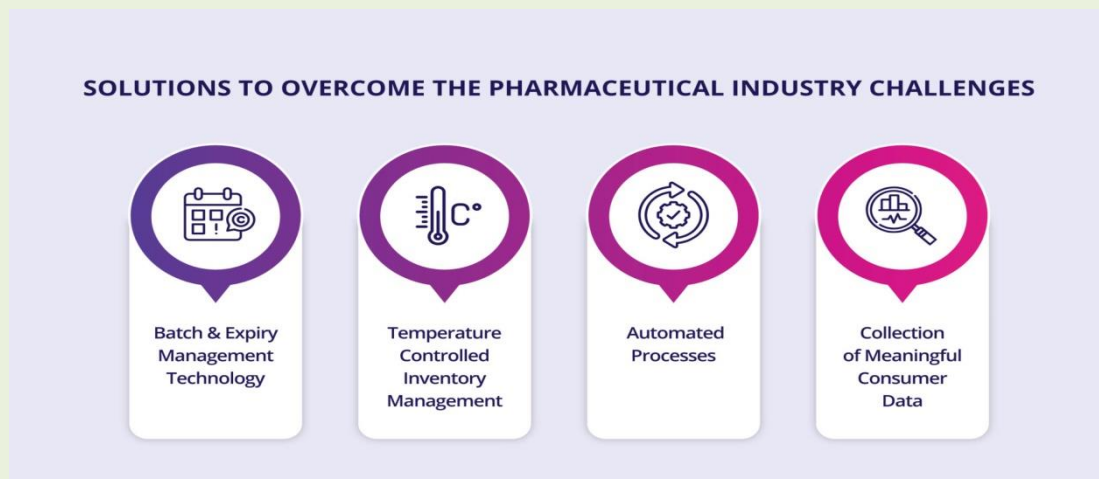 SOLUTIONS TO OVERCOME THE PHARMACEUTICAL INDUSTRY CHALLENGES
C°
Batch & Expiry
Management
Technology
Temperature
Controlled
Inventory
Management
Automated
Processes
Collection
of Meaningful
Consumer
Data